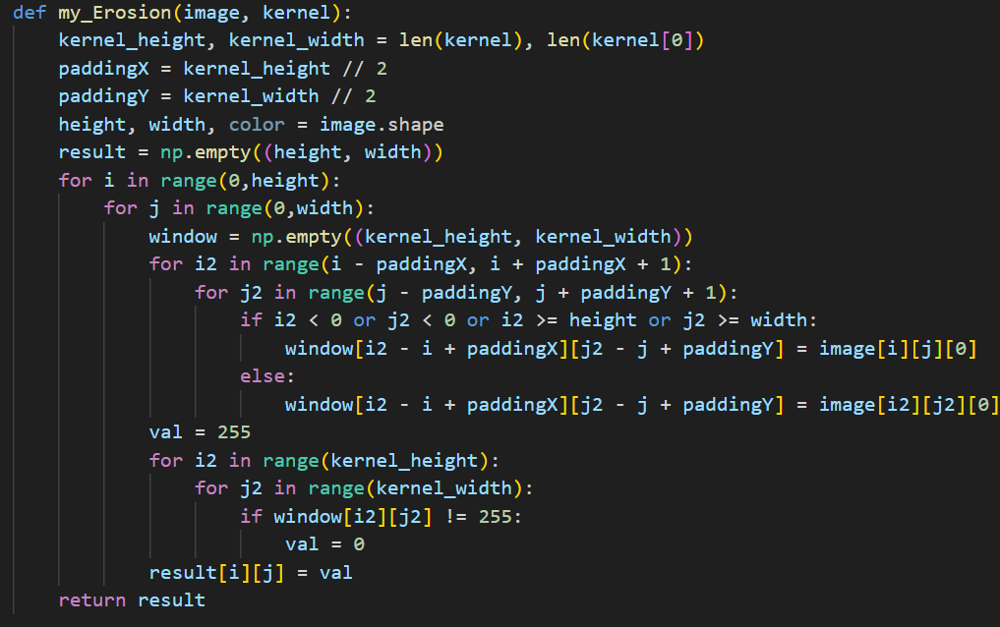 def my_Erosion(image, kernel):
    kernel_height, kernel_width = len(kernel), len(kernel[0])
    paddingX = kernel_height // 2
    paddingY = kernel_width // 2
    height, width, color = image.shape
    result = np.empty((height, width))
    for i in range(0,height):
        for j in range(0,width):
            window = np.empty((kernel_height, kernel_width))
            for i2 in range(i - paddingX, i + paddingX + 1):
                for j2 in range(j - paddingY, j + paddingY + 1):
                    if i2 < 0 or j2 < 0 or i2 >= height or j2 >= width:
                        window[i2 - i + paddingX][j2 - j + paddingY] = image[i][j][0]
                    else:
                        window[i2 - i + paddingX][j2 - j + paddingY] = image[i2][j2][0]
            val = 255
            for i2 in range(kernel_height):
                for j2 in range(kernel_width):
                    if window[i2][j2] != 255:
                        val = 0
            result[i][j] = val
    return result